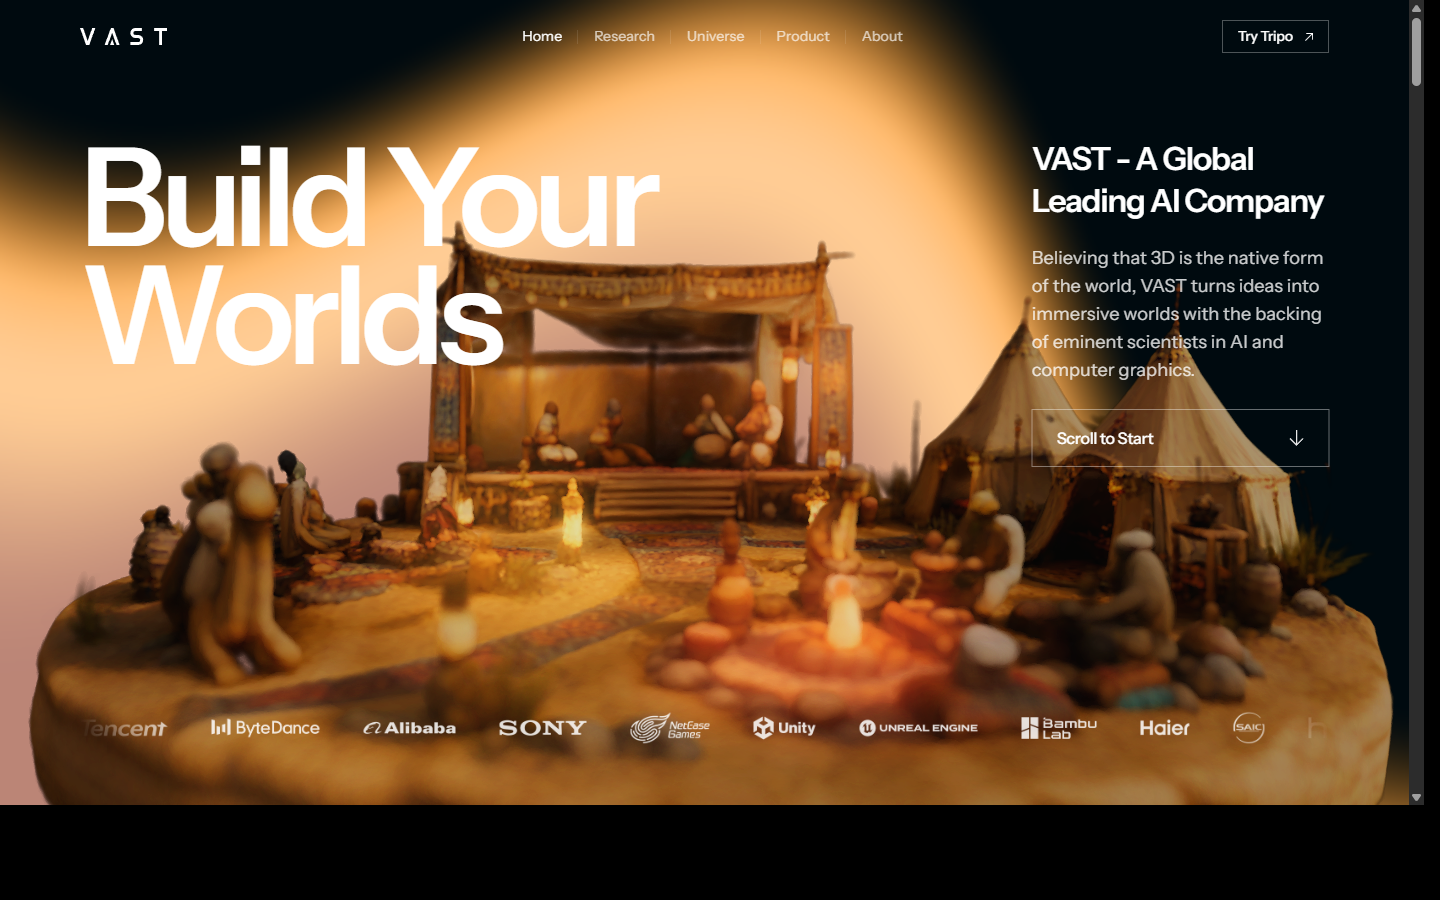 VAST
Home
Research
Universe
Product
About
Try Tripo
Build Your
Worlds
VAST - A Global
Leading AI Company
Believing that 3D is the native form
of the world, VAST turns ideas into
immersive worlds with the backing
of eminent scientists in AI and
computer graphics.
Scroll to Start
Tencent
ByteDance
Alibaba
SONY
NetEase
Games
Unity
UNREAL ENGINE
Bambu
Lab
Haier
SAIC